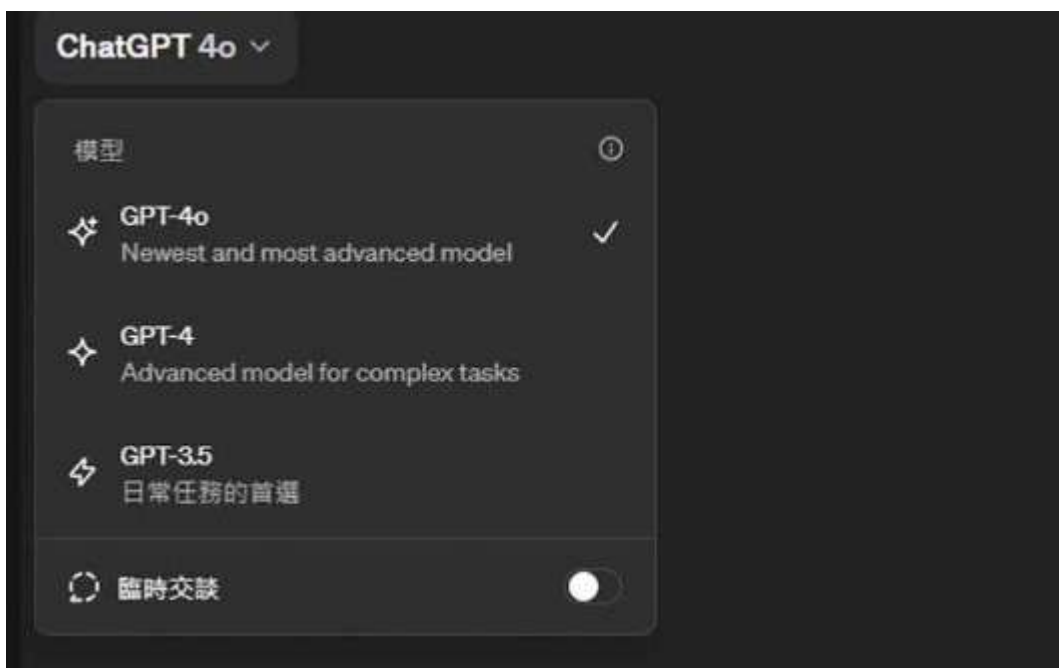 ChatGPT 4o
模型
GPT-4o
Newest and most advanced model
GPT-4
Advanced model for complex tasks
GPT-3.5
日常任務的首選
臨時交談